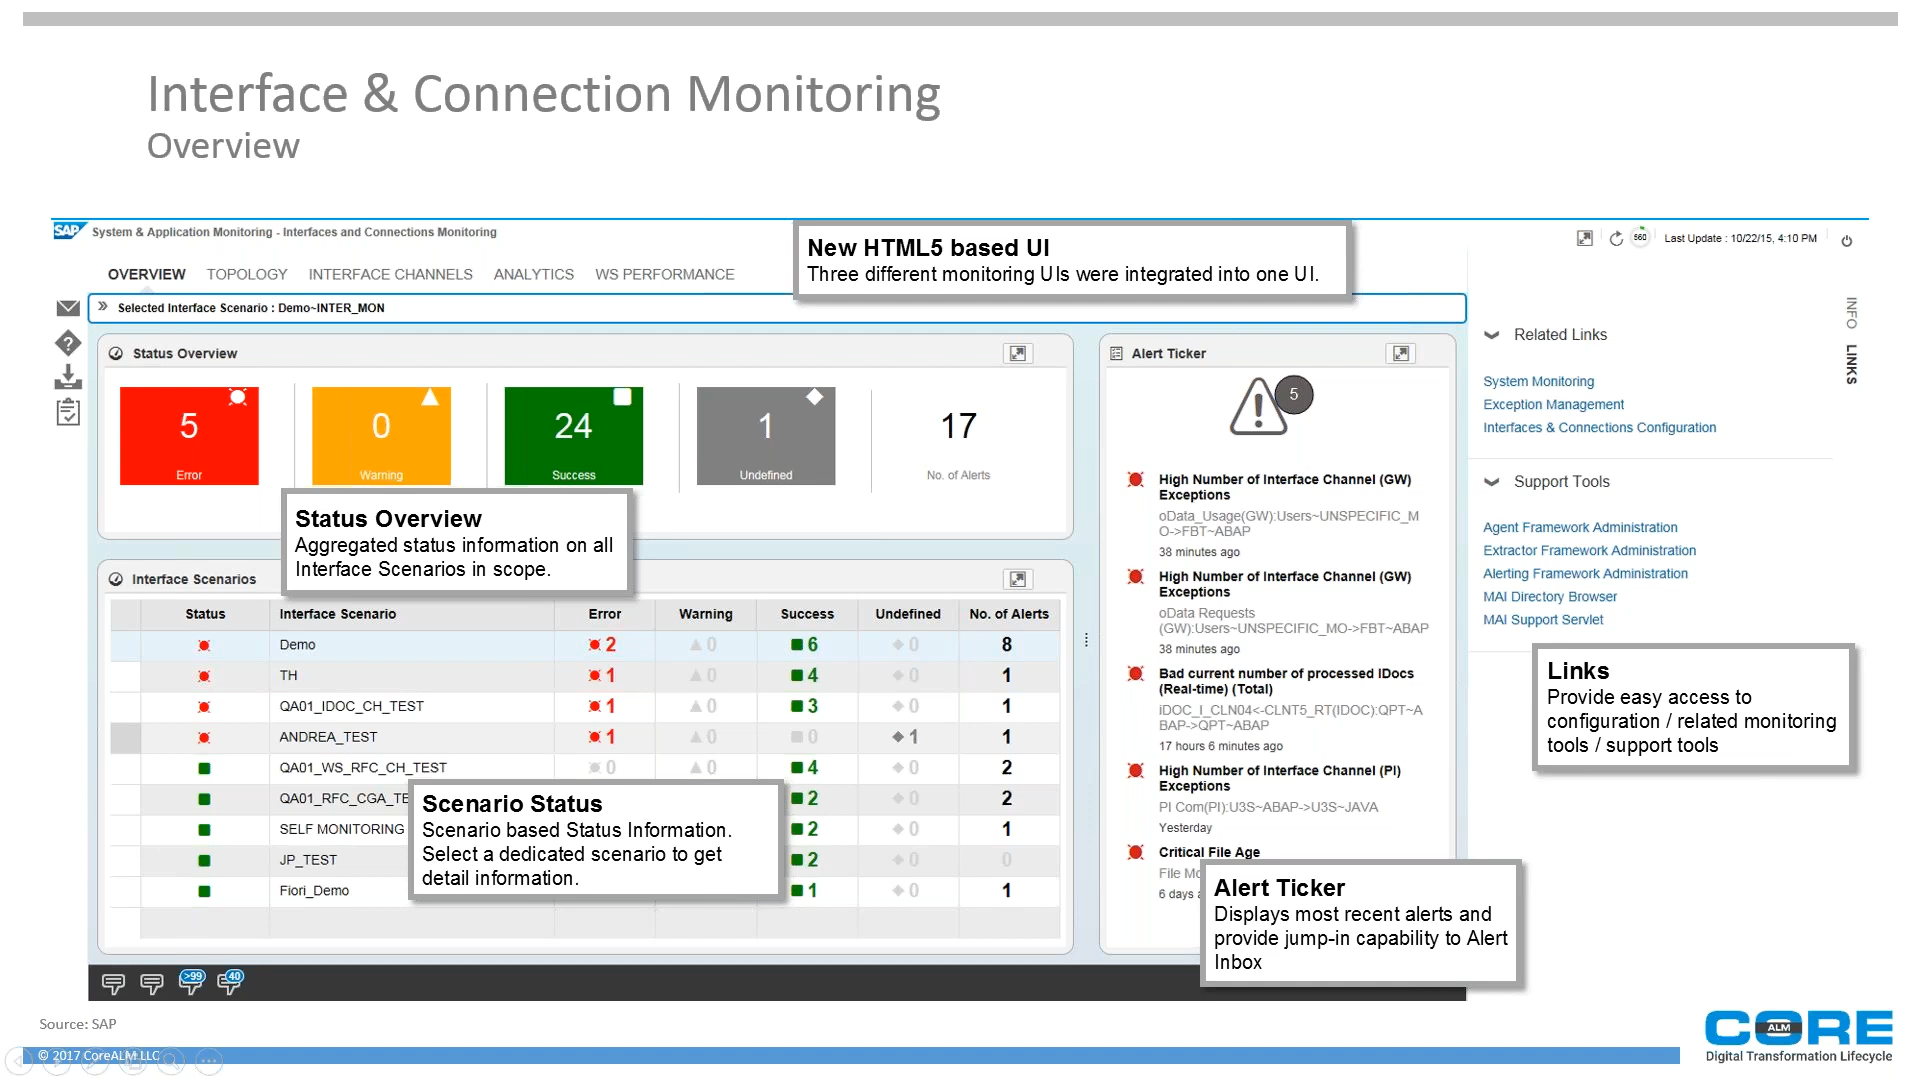 Interface & Connection Monitoring
Overview
SAP System & Application Monitoring - Interfaces and Connections Monitoring
560 Last Update : 10/22/15, 4:10 PM
New HTML5 based UI
Three different monitoring UIs were integrated into one UI.
OVERVIEW TOPOLOGY INTERFACE CHANNELS ANALYTICS WS PERFORMANCE
Selected Interface Scenario : Demo~INTER_MON
Status Overview
5 0 24 1 17
Error Warning Success Undefined No. of Alerts
Status Overview
Aggregated status information on all
Interface Scenarios in scope.
Interface Scenarios
Status Interface Scenario Error Warning Success Undefined No. of Alerts
Demo 2 0 6 0 8
TH 1 0 4 0 1
QA01_IDOC_CH_TEST 1 0 3 0 1
ANDREA_TEST 1 0 0 1 1
QA01_WS_RFC_CH_TEST 0 0 4 0 2
QA01_RFC_CGA_TE 2 0 2
SELF MONITORING 2 0 1
JP_TEST 2 0 0
Fiori_Demo 1 0 1
Scenario Status
Scenario based Status Information.
Select a dedicated scenario to get
detail information.
Alert Ticker
5
High Number of Interface Channel (GW)
Exceptions
oData_Usage(GW):Users~UNSPECIFIC_M
O->FBT~ABAP
38 minutes ago
High Number of Interface Channel (GW)
Exceptions
oData Requests
(GW):Users~UNSPECIFIC_MO->FBT~ABAP
38 minutes ago
Bad current number of processed IDocs
(Real-time) (Total)
iDOC_I_CLN04<-CLNT5_RT(IDOC):QPT~A
BAP->QPT~ABAP
17 hours 6 minutes ago
High Number of Interface Channel (PI)
Exceptions
PI Com(PI):U3S~ABAP->U3S~JAVA
Yesterday
Critical File Age
File Mo
6 days a
Alert Ticker
Displays most recent alerts and
provide jump-in capability to Alert
Inbox
INFO
LINKS
Related Links
System Monitoring
Exception Management
Interfaces & Connections Configuration
Support Tools
Agent Framework Administration
Extractor Framework Administration
Alerting Framework Administration
MAI Directory Browser
MAI Support Servlet
Links
Provide easy access to
configuration / related monitoring
tools / support tools
>99 40
Source: SAP
© 2017 CoreALM LLC
CORE
ALM
Digital Transformation Lifecycle